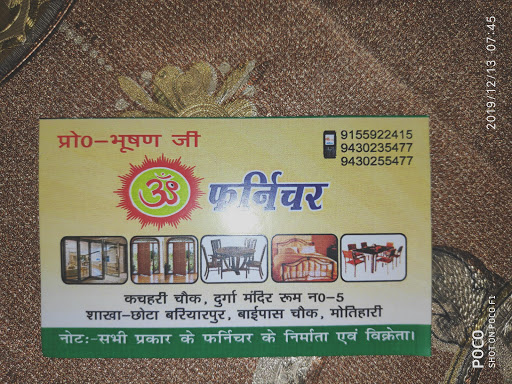 प्रो0-भूषण जी
9155922415
9430235477
9430255477
ॐ फर्निचर
कचहरी चौक, दुर्गा मंदिर रूम न0-5
शाखा-छोटा बरियारपुर, बाईपास चौक, मोतिहारी
नोटः-सभी प्रकार के फर्निचर के निर्माता एवं विक्रेता।
2019/12/13 07:45
POCO
SHOT ON POCO F1